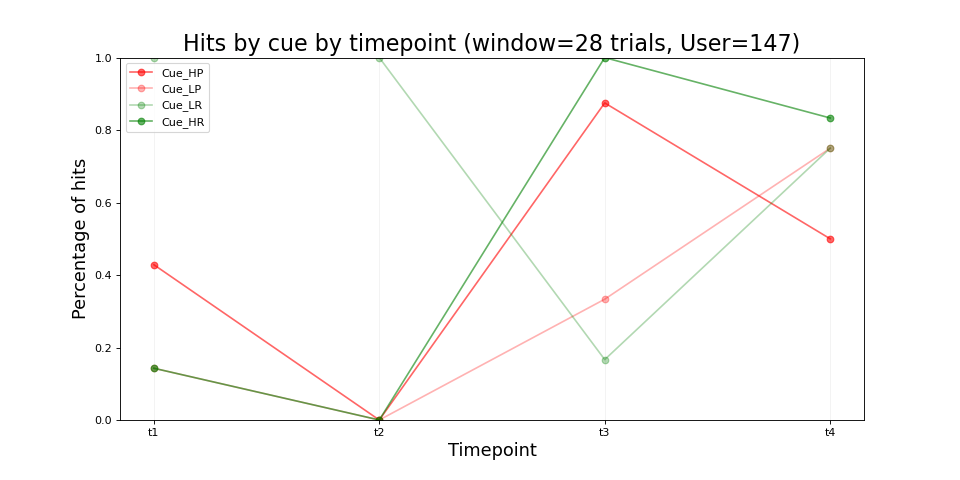 Hits by cue by timepoint (window=28 trials, User=147)
Percentage of hits
1.0
0.8
0.6
0.4
0.2
0.0
Cue_HP
Cue_LP
Cue_LR
Cue_HR
t1 t2 t3 t4
Timepoint